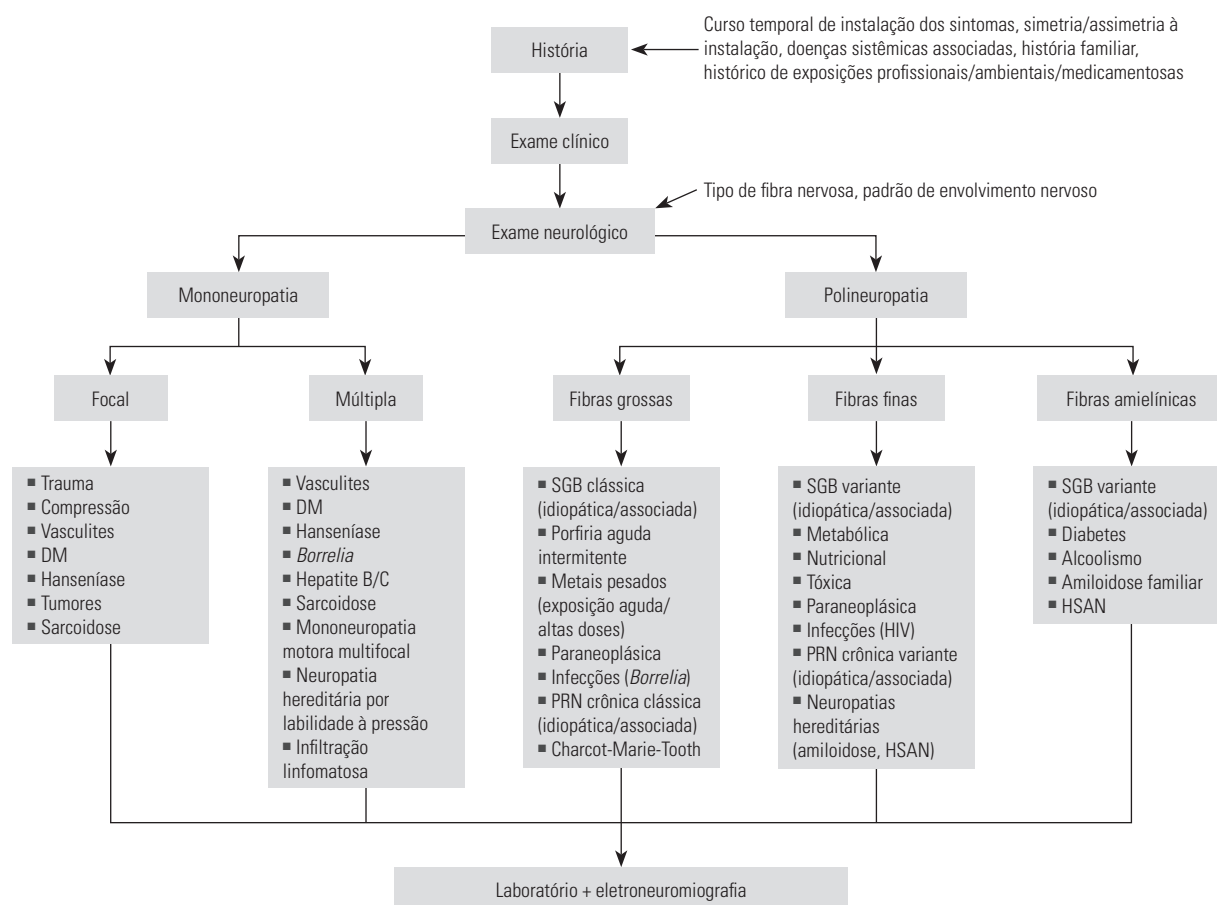 Curso temporal de instalação dos sintomas, simetria/assimetria à
instalação, doenças sistêmicas associadas, história familiar,
histórico de exposições profissionais/ambientais/medicamentosas
História
Exame clínico
Tipo de fibra nervosa, padrão de envolvimento nervoso
Exame neurológico
Mononeuropatia
Polineuropatia
Focal
Múltipla
Fibras grossas
Fibras finas
Fibras amielínicas
■ Trauma
■ Compressão
■ Vasculites
■ DM
■ Hanseníase
■ Tumores
■ Sarcoidose
■ Vasculites
■ DM
■ Hanseníase
■ Borrelia
■ Hepatite B/C
■ Sarcoidose
■ Mononeuropatia
motora multifocal
■ Neuropatia
hereditária por
labilidade à pressão
■ Infiltração
linfomatosa
■ SGB clássica
(idiopática/associada)
■ Porfiria aguda
intermitente
■ Metais pesados
(exposição aguda/
altas doses)
■ Paraneoplásica
■ Infecções (Borrelia)
■ PRN crônica clássica
(idiopática/associada)
■ Charcot-Marie-Tooth
■ SGB variante
(idiopática/associada)
■ Metabólica
■ Nutricional
■ Tóxica
■ Paraneoplásica
■ Infecções (HIV)
■ PRN crônica variante
(idiopática/associada)
■ Neuropatias
hereditárias
(amiloidose, HSAN)
■ SGB variante
(idiopática/associada)
■ Diabetes
■ Alcoolismo
■ Amiloidose familiar
■ HSAN
Laboratório + eletroneuromiografia